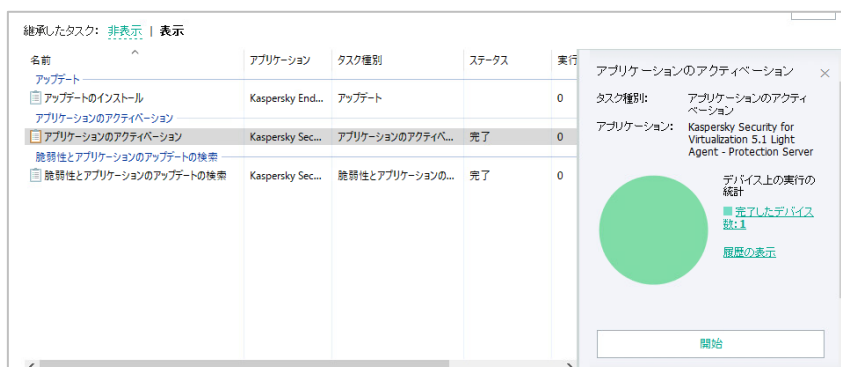 継承したタスク: 非表示 | 表示
名前 アプリケーション タスク種別 ステータス 実行
アップデート
アップデートのインストール Kaspersky End... アップデート 0
アプリケーションのアクティベーション
アプリケーションのアクティベーション Kaspersky Sec... アプリケーションのアクティベ... 完了 0
脆弱性とアプリケーションのアップデートの検索
脆弱性とアプリケーションのアップデートの検索 Kaspersky Sec... 脆弱性とアプリケーションの... 完了 0
アプリケーションのアクティベーション
タスク種別: アプリケーションのアクティ
ベーション
アプリケーション: Kaspersky Security for
Virtualization 5.1 Light
Agent - Protection Server
デバイス上の実行の
統計
完了したデバイス
数:1
履歴の表示
開始